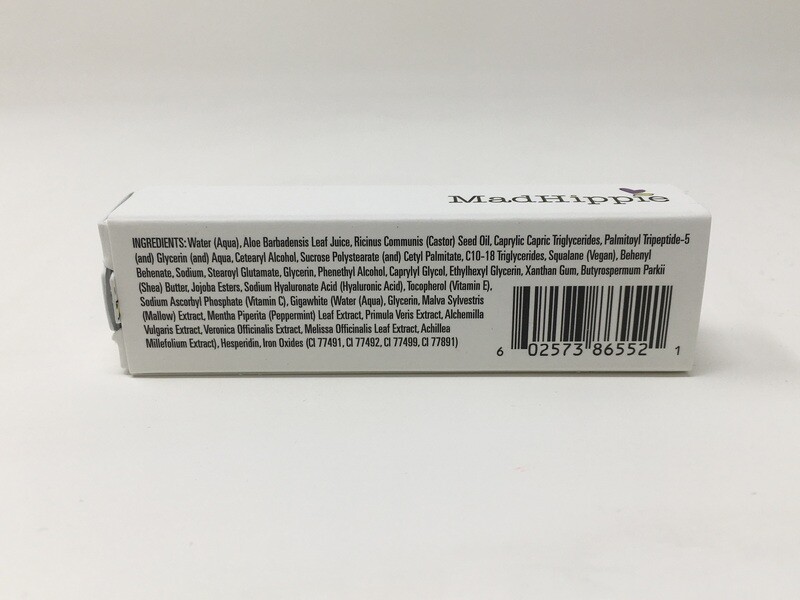 MadHippie
INGREDIENTS: Water (Aqua), Aloe Barbadensis Leaf Juice, Ricinus Communis (Castor) Seed Oil, Caprylic Capric Triglycerides, Palmitoyl Tripeptide-5
(and) Glycerin (and) Aqua, Cetearyl Alcohol, Sucrose Polystearate (and) Cetyl Palmitate, C10-18 Triglycerides, Squalane (Vegan), Behenyl
Behenate, Sodium, Stearoyl Glutamate, Glycerin, Phenethyl Alcohol, Caprylyl Glycol, Ethylhexyl Glycerin, Xanthan Gum, Butyrospermum Parkii
(Shea) Butter, Jojoba Esters, Sodium Hyaluronate Acid (Hyaluronic Acid), Tocopherol (Vitamin E),
Sodium Ascorbyl Phosphate (Vitamin C), Gigawhite (Water (Aqua), Glycerin, Malva Sylvestris
(Mallow) Extract, Mentha Piperita (Peppermint) Leaf Extract, Primula Veris Extract, Alchemilla
Vulgaris Extract, Veronica Officinalis Extract, Melissa Officinalis Leaf Extract, Achillea
Millefolium Extract), Hesperidin, Iron Oxides (CI 77491, CI 77492, CI 77499, CI 77891)
6 02573 86552 1